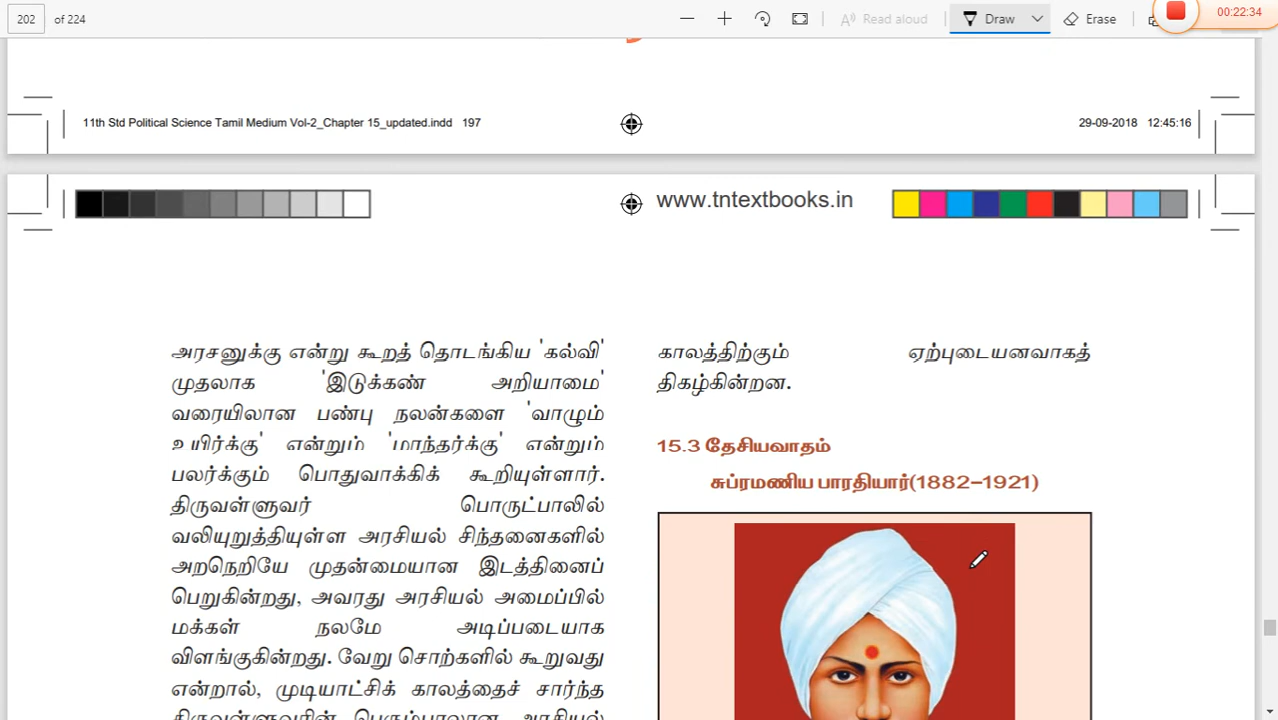 202 of 224
Read aloud
Draw
Erase
00:22:34
11th Std Political Science Tamil Medium Vol-2_Chapter 15_updated.indd 197
29-09-2018 12:45:16
www.tntextbooks.in
அரசனுக்கு என்று கூறத் தொடங்கிய 'கல்வி'
முதலாக 'இடுக்கண் அறியாமை'
வரையிலான பண்பு நலன்களை 'வாழும்
உயிர்க்கு' என்றும் 'மாந்தர்க்கு' என்றும்
பலர்க்கும் பொதுவாக்கிக் கூறியுள்ளார்.
திருவள்ளுவர் பொருட்பாலில்
வலியுறுத்தியுள்ள அரசியல் சிந்தனைகளில்
அறநெறியே முதன்மையான இடத்தினைப்
பெறுகின்றது, அவரது அரசியல் அமைப்பில்
மக்கள் நலமே அடிப்படையாக
விளங்குகின்றது. வேறு சொற்களில் கூறுவது
என்றால், முடியாட்சிக் காலத்தைச் சார்ந்த
திருவள்ளுவரின் பெரும்பாலான அரசியல்
காலத்திற்கும் ஏற்புடையனவாகத்
திகழ்கின்றன.
15.3 தேசியவாதம்
சுப்ரமணிய பாரதியார்(1882–1921)